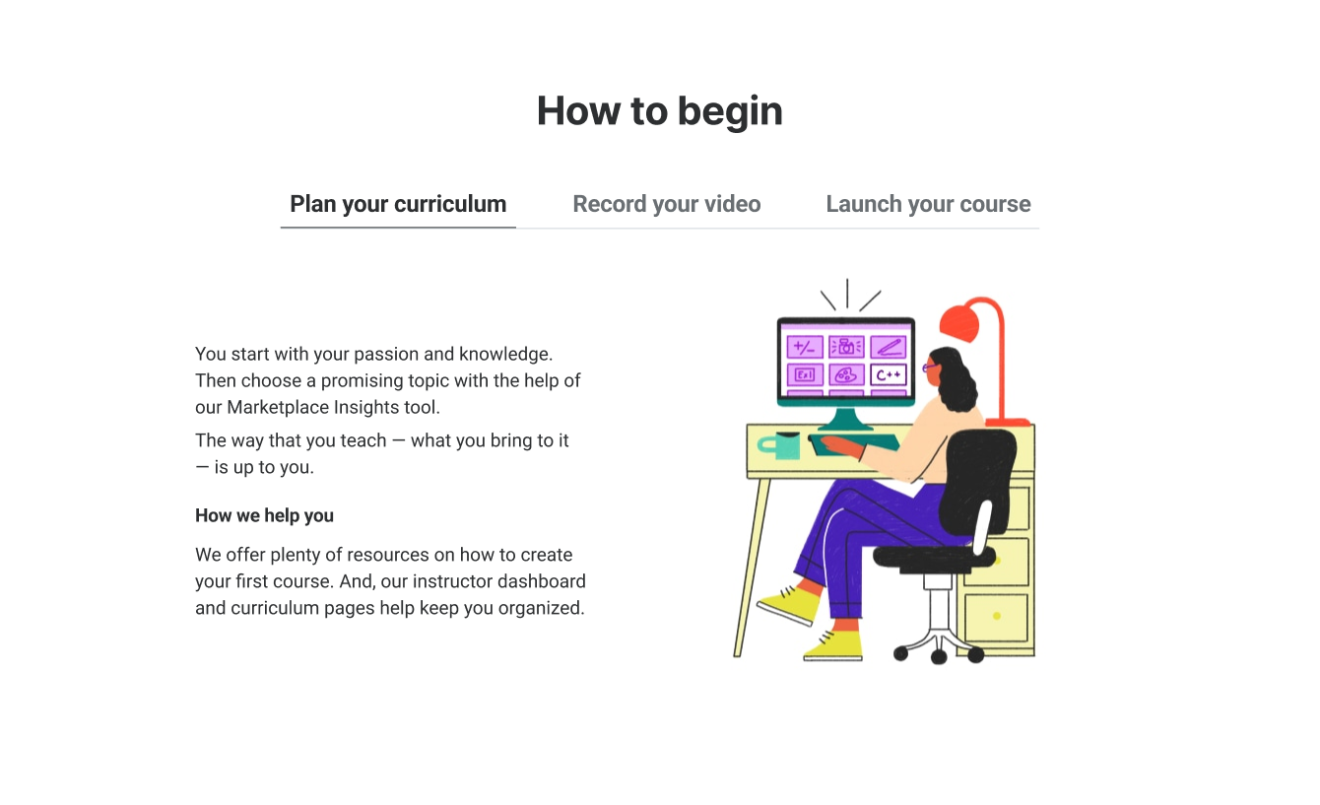 How to begin
Plan your curriculum
Record your video
Launch your course
You start with your passion and knowledge.
Then choose a promising topic with the help of
our Marketplace Insights tool.
The way that you teach — what you bring to it
— is up to you.
How we help you
We offer plenty of resources on how to create
your first course. And, our instructor dashboard
and curriculum pages help keep you organized.
+/-
C++